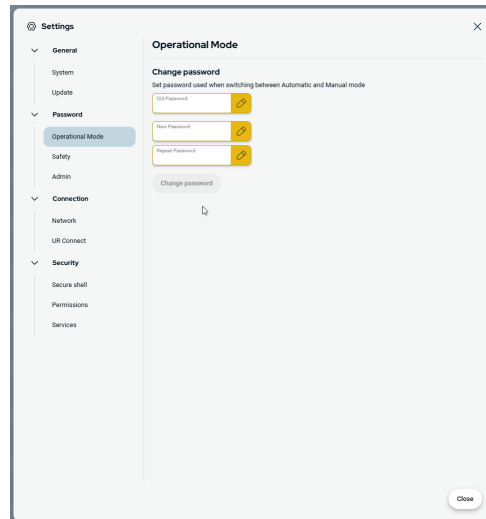 Settings
General
System
Update
Password
Operational Mode
Safety
Admin
Connection
Network
UR Connect
Security
Secure shell
Permissions
Services
Operational Mode
Change password
Set password used when switching between Automatic and Manual mode
Old Password
New Password
Repeat Password
Change password
Close